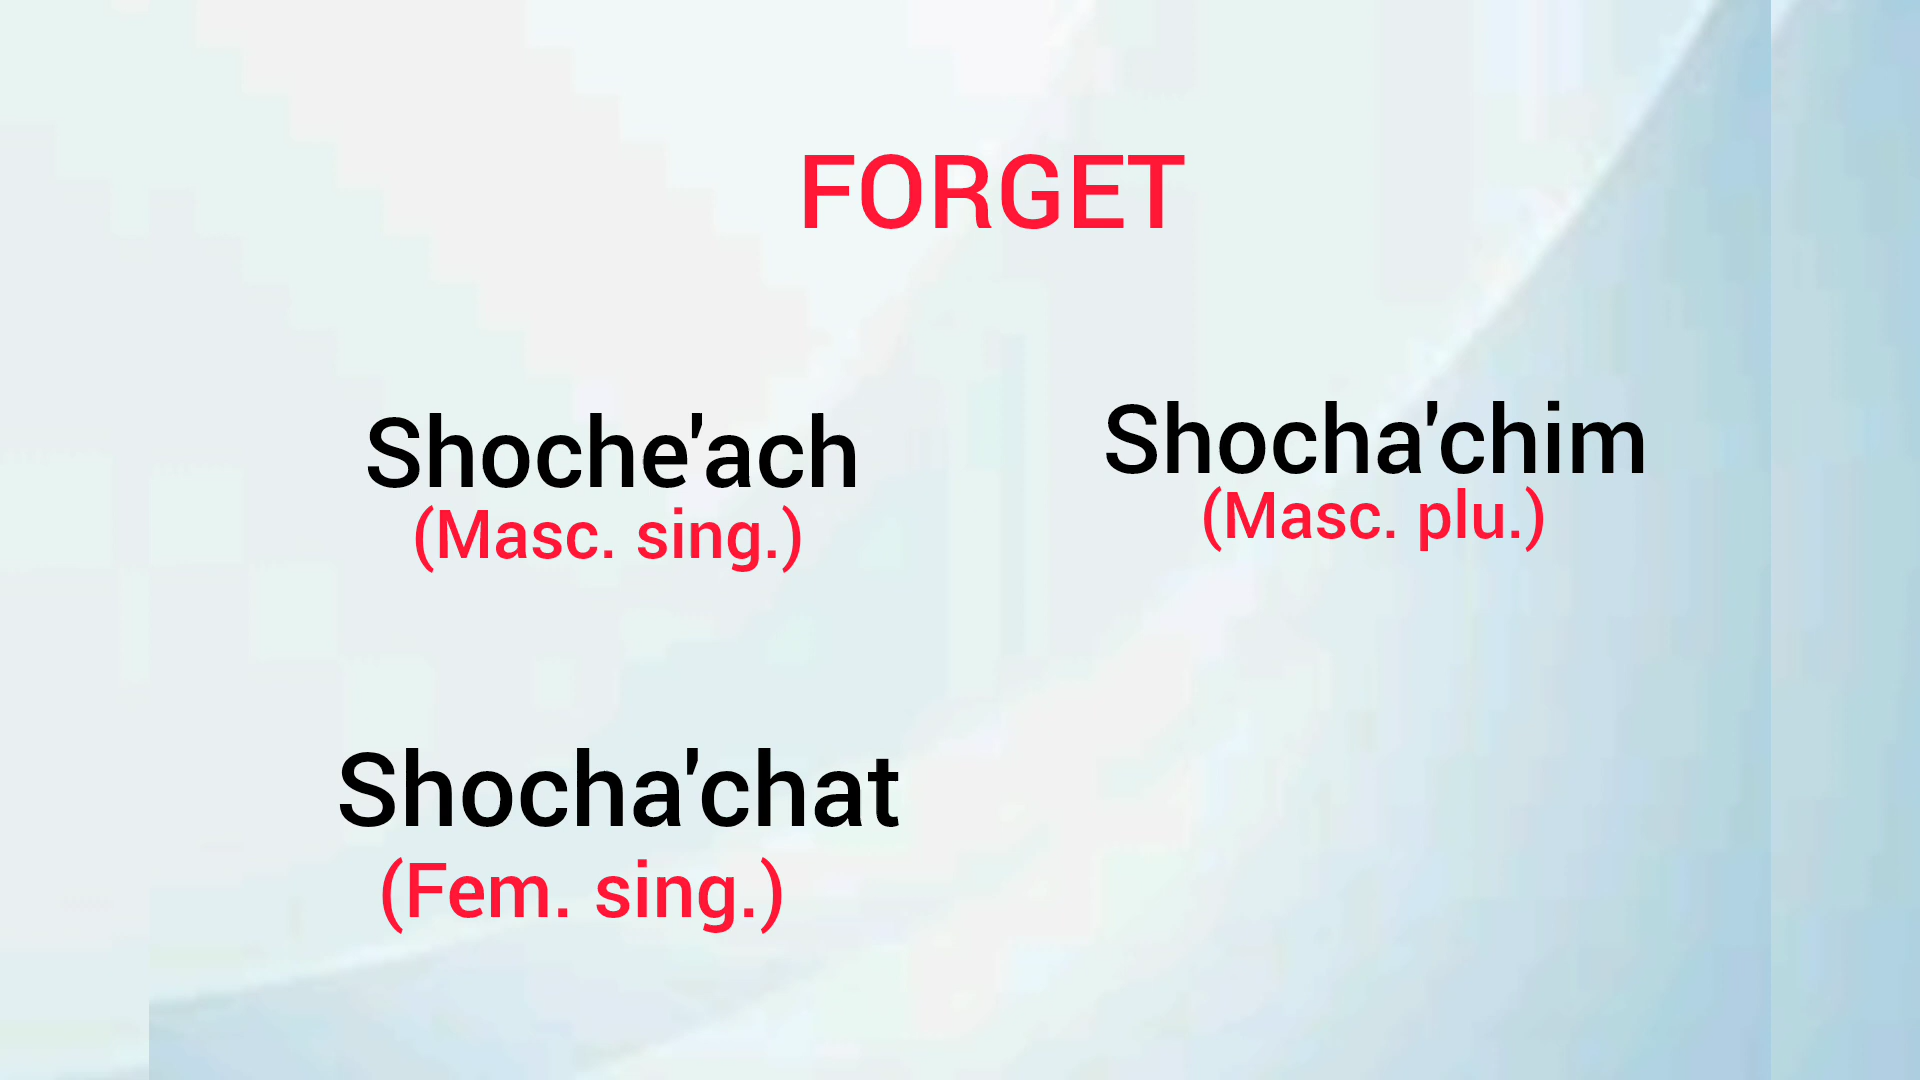 FORGET
Shoche'ach
(Masc. sing.)
Shocha'chim
(Masc. plu.)
Shocha'chat
(Fem. sing.)